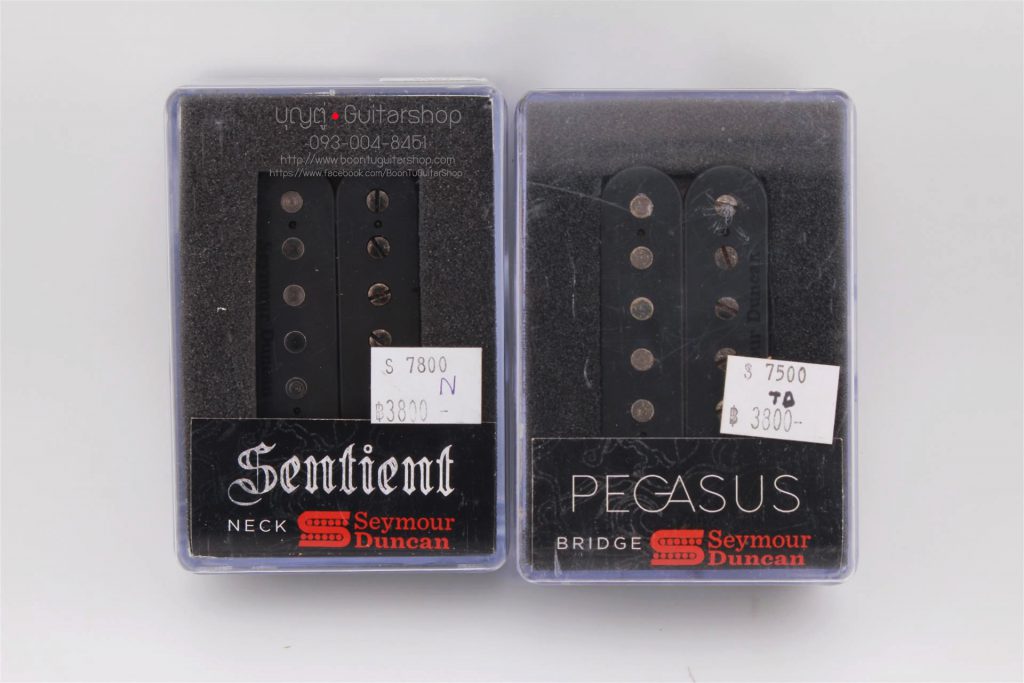 บุญตู Guitarshop
093-004-8451
http://www.boontuguitarshop.com
https://www.facebook.com/BoonTuGuitarShop
S 7800
N
฿3800-
Sentient
NECK
Seymour
Duncan
S 7500
TB
฿ 3800-
PEGASUS
BRIDGE
Seymour
Duncan